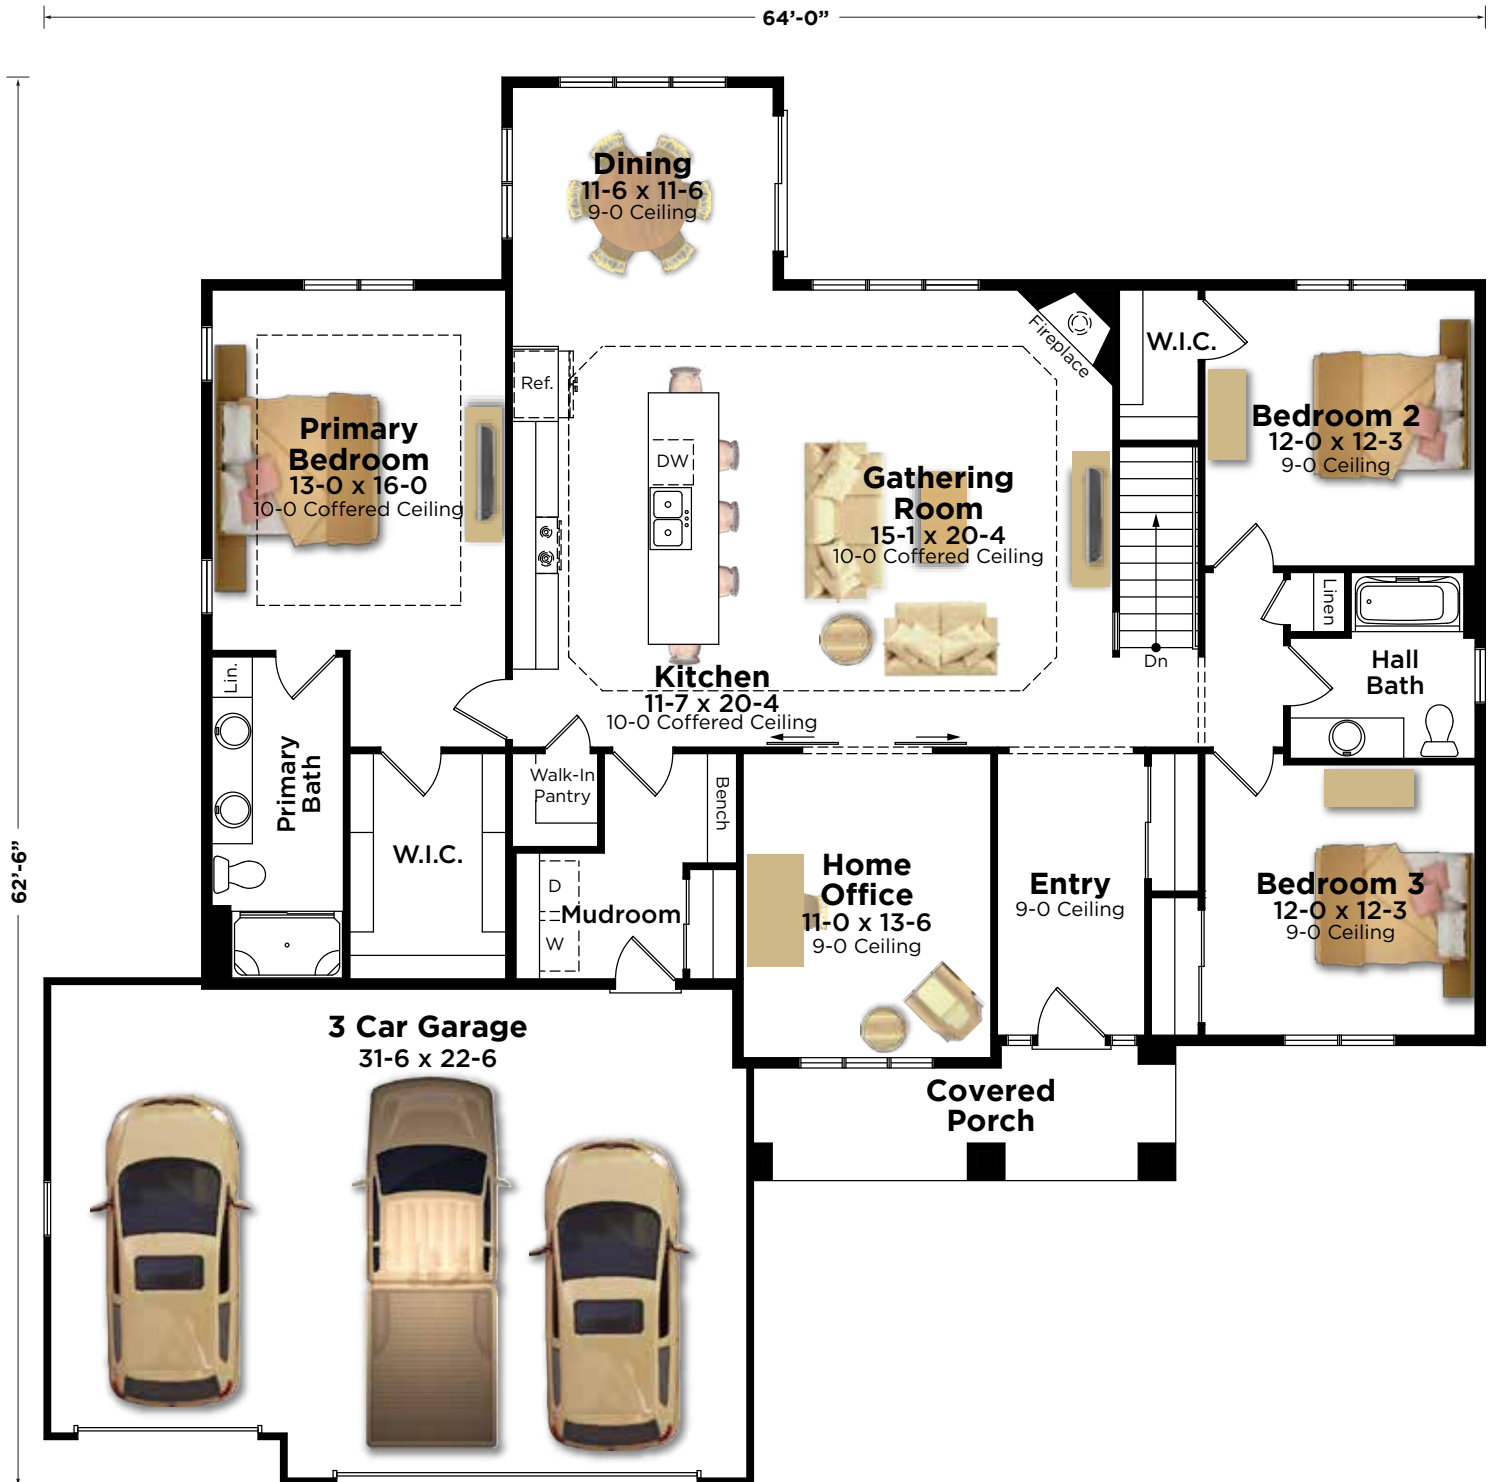 64’-0”
62’-6”
Dining
11-6 x 11-6
9-0 Ceiling
Fireplace
W.I.C.
Ref.
Primary
Bedroom
13-0 x 16-0
10-0 Coffered Ceiling
DW
Gathering
Room
15-1 x 20-4
10-0 Coffered Ceiling
Bedroom 2
12-0 x 12-3
9-0 Ceiling
Linen
Dn
Hall
Bath
Lin.
Kitchen
11-7 x 20-4
10-0 Coffered Ceiling
Primary
Bath
W.I.C.
Walk-In
Pantry
Bench
D
W
Mudroom
Home
Office
11-0 x 13-6
9-0 Ceiling
Entry
9-0 Ceiling
Bedroom 3
12-0 x 12-3
9-0 Ceiling
3 Car Garage
31-6 x 22-6
Covered
Porch